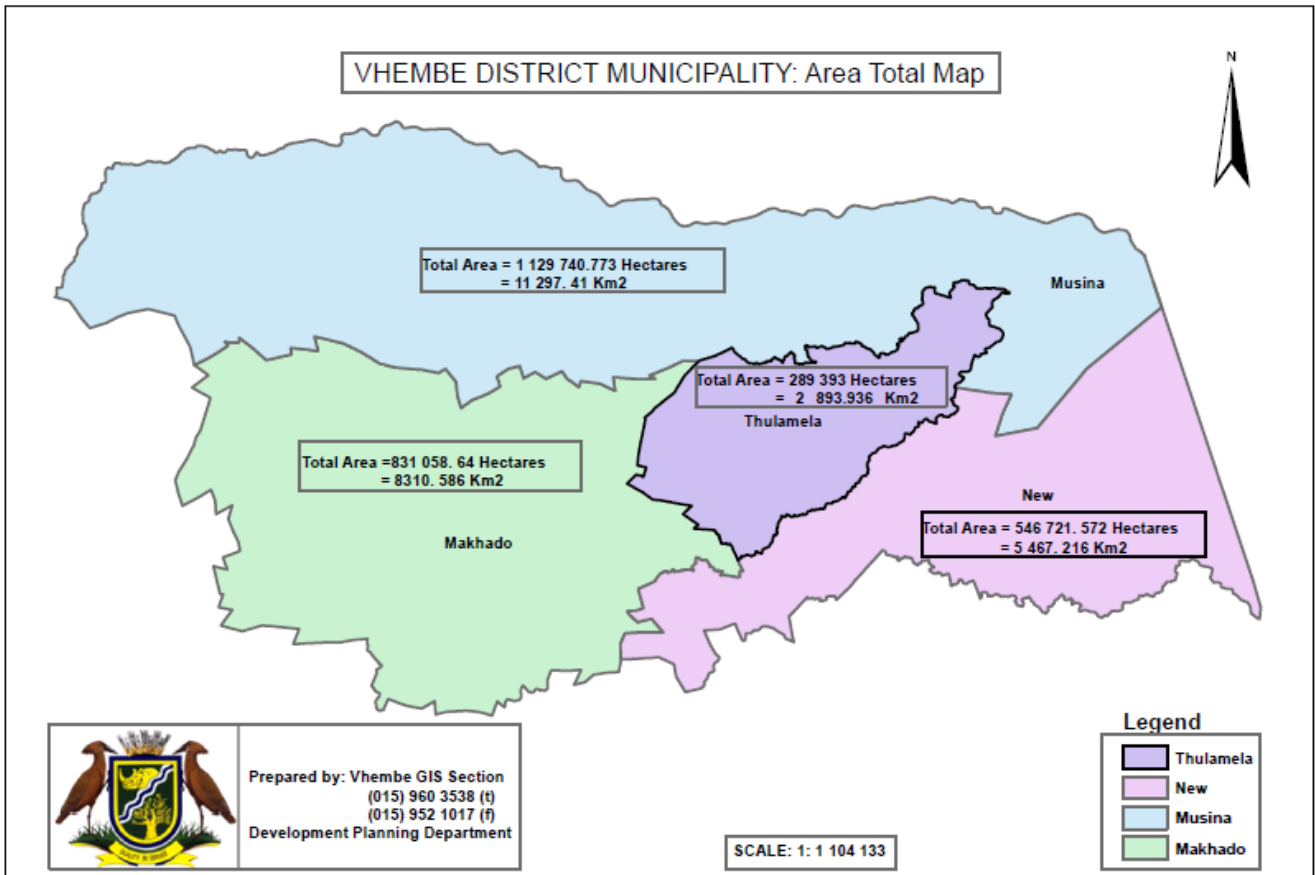 VHEMBE DISTRICT MUNICIPALITY: Area Total Map
N
Total Area = 1 129 740.773 Hectares
= 11 297. 41 Km2
Musina
Total Area = 289 393 Hectares
= 2 893.936 Km2
Thulamela
Total Area =831 058. 64 Hectares
= 8310. 586 Km2
Makhado
New
Total Area = 546 721. 572 Hectares
= 5 467. 216 Km2
Prepared by: Vhembe GIS Section
(015) 960 3538 (t)
(015) 952 1017 (f)
Development Planning Department
QUALITY IN SERVICE
SCALE: 1: 1 104 133
Legend
Thulamela
New
Musina
Makhado